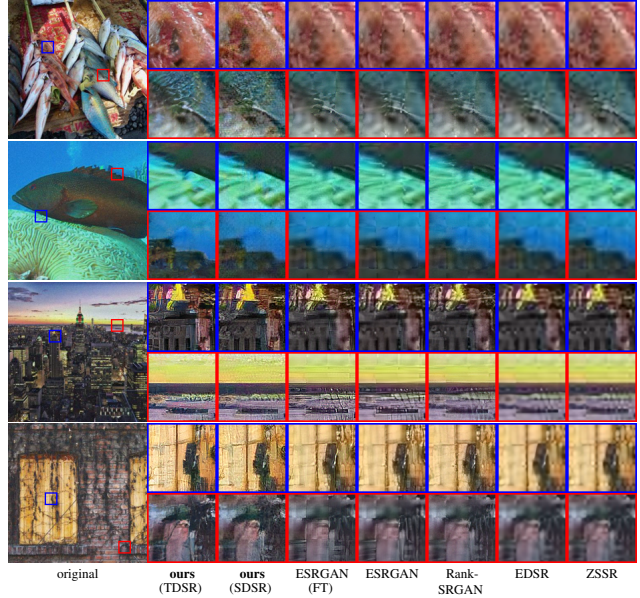 original
ours
(TDSR)
ours
(SDSR)
ESRGAN
(FT)
ESRGAN
Rank-
SRGAN
EDSR
ZSSR